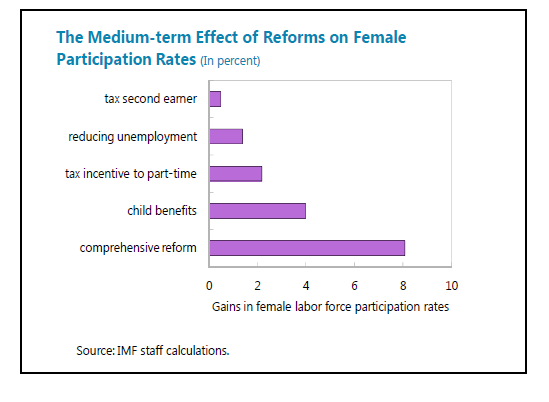 The Medium-term Effect of Reforms on Female
Participation Rates (In percent)
tax second earner
reducing unemployment
tax incentive to part-time
child benefits
comprehensive reform
0 2 4 6 8 10
Gains in female labor force participation rates
Source: IMF staff calculations.